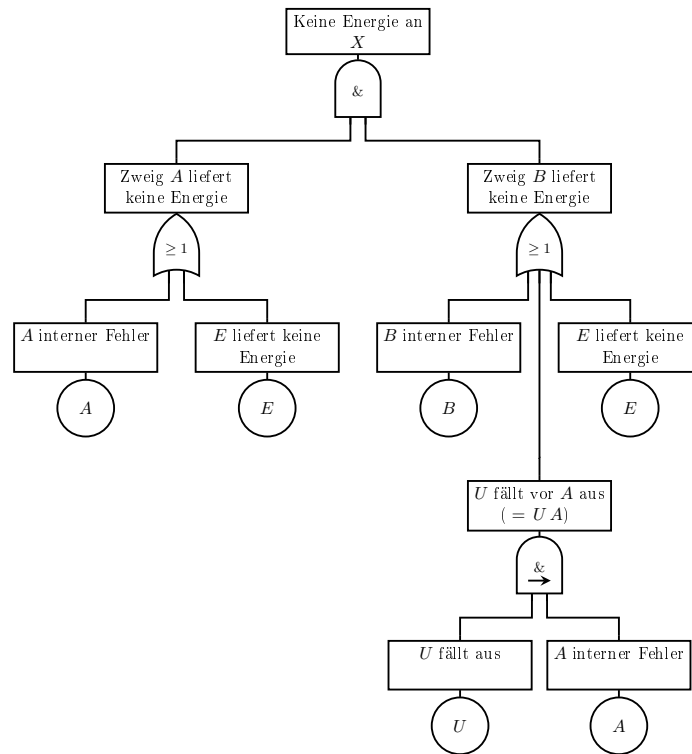 Keine Energie an
X
&
Zweig A liefert
keine Energie
Zweig B liefert
keine Energie
≥ 1
≥ 1
A interner Fehler
E liefert keine
Energie
B interner Fehler
E liefert keine
Energie
A
E
B
E
U fällt vor A aus
( = U A)
&
U fällt aus
A interner Fehler
U
A